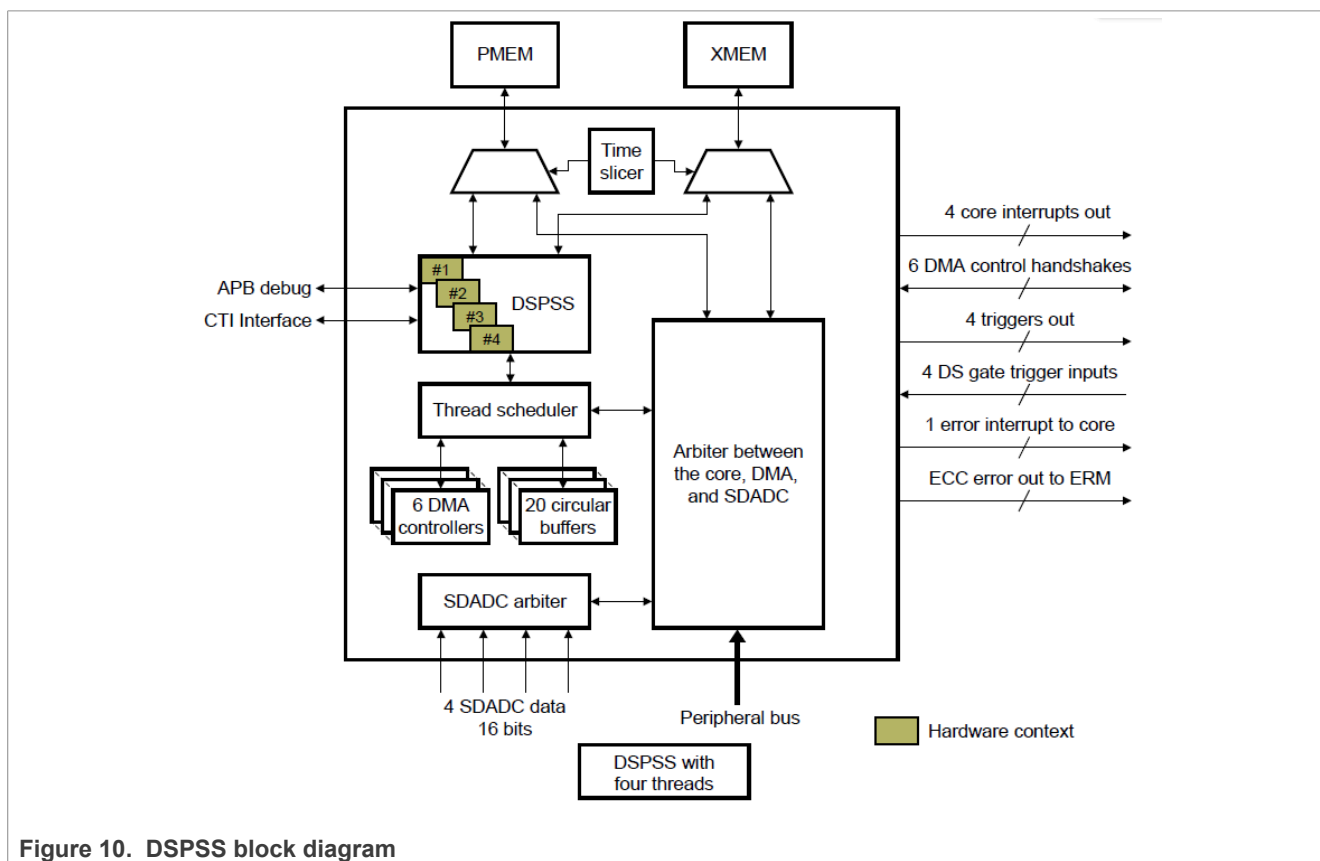 PMEM
XMEM
Time
slicer
4 core interrupts out
6 DMA control handshakes
4 triggers out
4 DS gate trigger inputs
1 error interrupt to core
ECC error out to ERM
APB debug
CTI Interface
#1
#2
#3
#4
DSPSS
Thread scheduler
6 DMA
controllers
20 circular
buffers
Arbiter between
the core, DMA,
and SDADC
SDADC arbiter
4 SDADC data
16 bits
Peripheral bus
Hardware context
DSPSS with
four threads
Figure 10. DSPSS block diagram